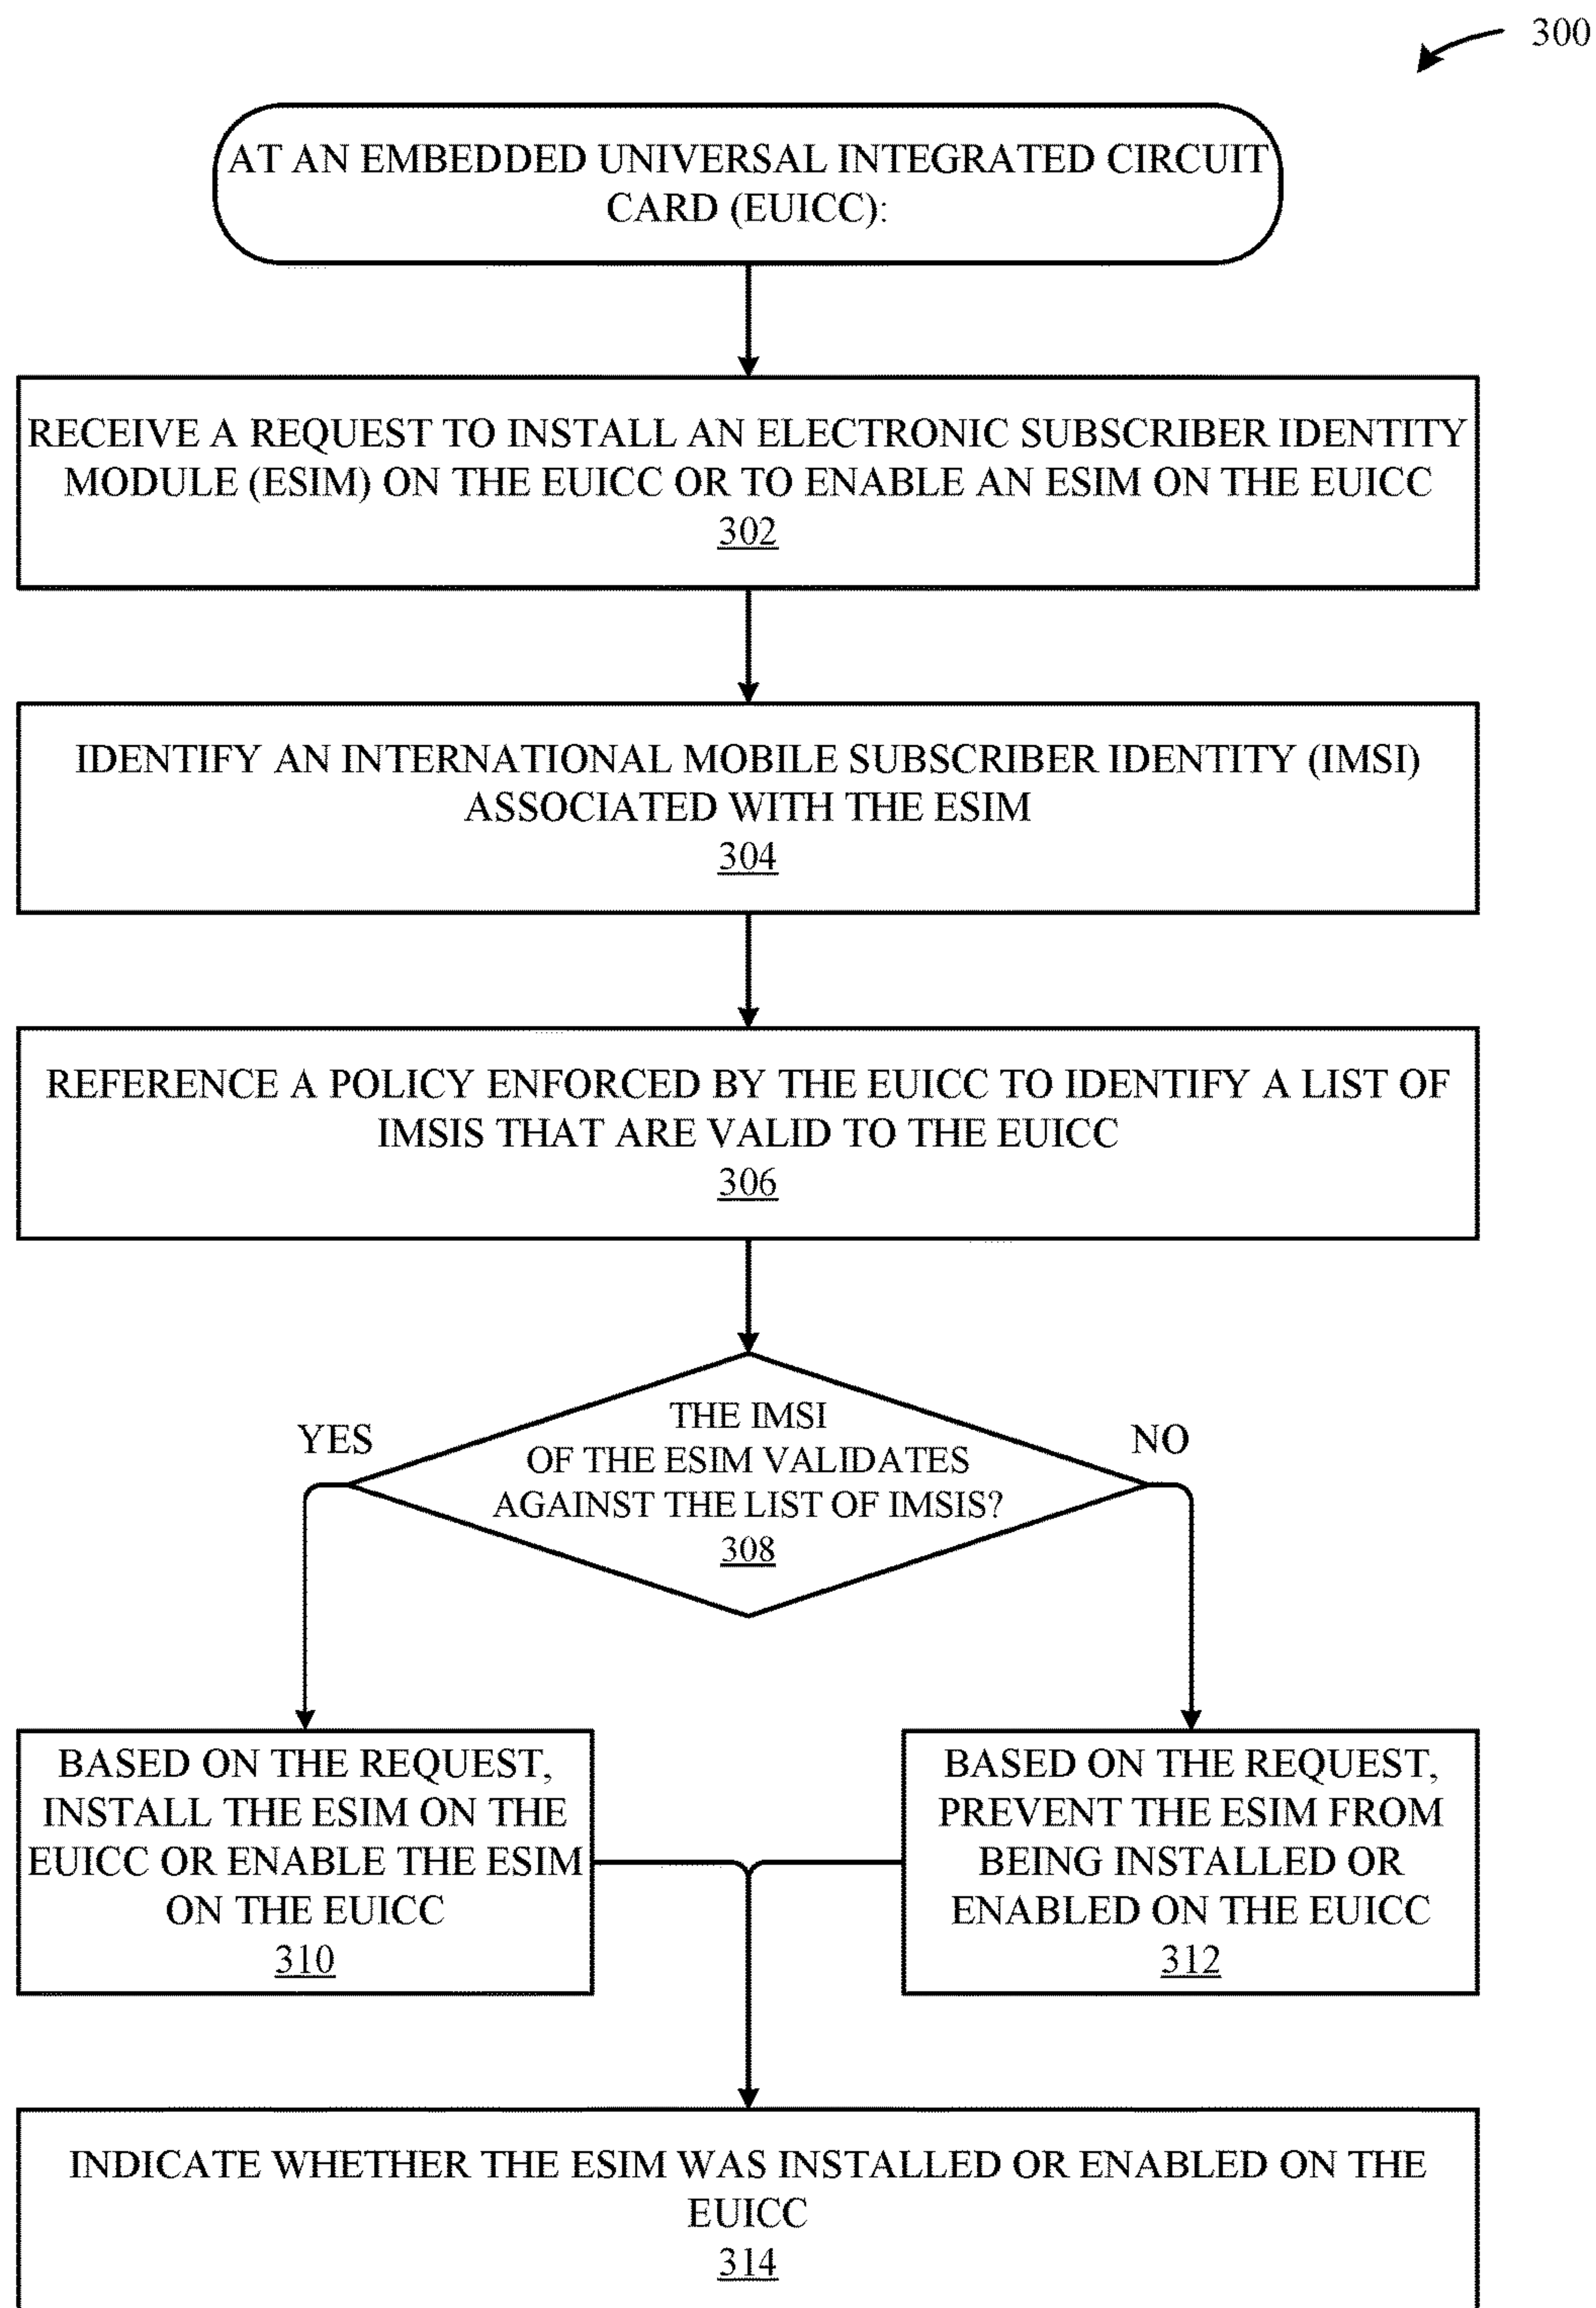 300
AT AN EMBEDDED UNIVERSAL INTEGRATED CIRCUIT
CARD (EUICC):
RECEIVE A REQUEST TO INSTALL AN ELECTRONIC SUBSCRIBER IDENTITY
MODULE (ESIM) ON THE EUICC OR TO ENABLE AN ESIM ON THE EUICC
302
IDENTIFY AN INTERNATIONAL MOBILE SUBSCRIBER IDENTITY (IMSI)
ASSOCIATED WITH THE ESIM
304
REFERENCE A POLICY ENFORCED BY THE EUICC TO IDENTIFY A LIST OF
IMSIS THAT ARE VALID TO THE EUICC
306
THE IMSI
OF THE ESIM VALIDATES
AGAINST THE LIST OF IMSIS?
308
YES
NO
BASED ON THE REQUEST,
INSTALL THE ESIM ON THE
EUICC OR ENABLE THE ESIM
ON THE EUICC
310
BASED ON THE REQUEST,
PREVENT THE ESIM FROM
BEING INSTALLED OR
ENABLED ON THE EUICC
312
INDICATE WHETHER THE ESIM WAS INSTALLED OR ENABLED ON THE
EUICC
314